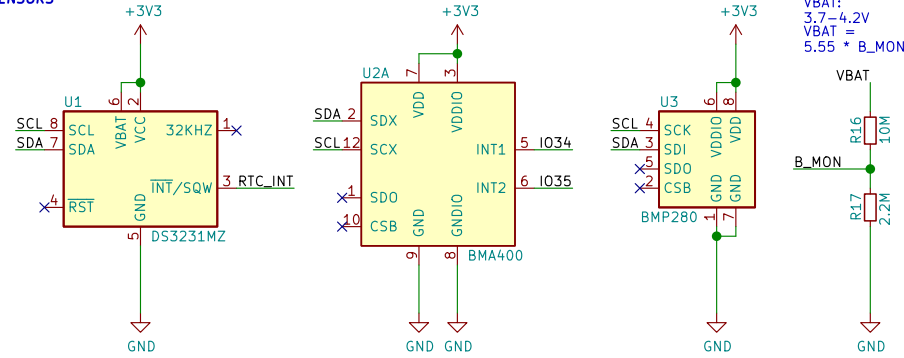 VBAT:
3.7-4.2V
VBAT =
5.55 * B_MON
+3V3
+3V3
+3V3
VBAT
U1
6
2
SCL 8 SCL
SDA 7 SDA
VBAT
VCC
32KHZ 1
INT/SQW 3 RTC_INT
4 RST
GND
5
DS3231MZ
GND
U2A
7
3
VDD
VDDIO
SDA 2 SDX
SCL 12 SCX
1 SDO
10 CSB
INT1 5 IO34
INT2 6 IO35
GND
GNDIO
9
8
BMA400
GND
GND
U3
6
8
SCL 4 SCK
SDA 3 SDI
5 SDO
2 CSB
VDDIO
VDD
GND
GND
1
7
BMP280
GND
R16
10M
B_MON
R17
2.2M
GND